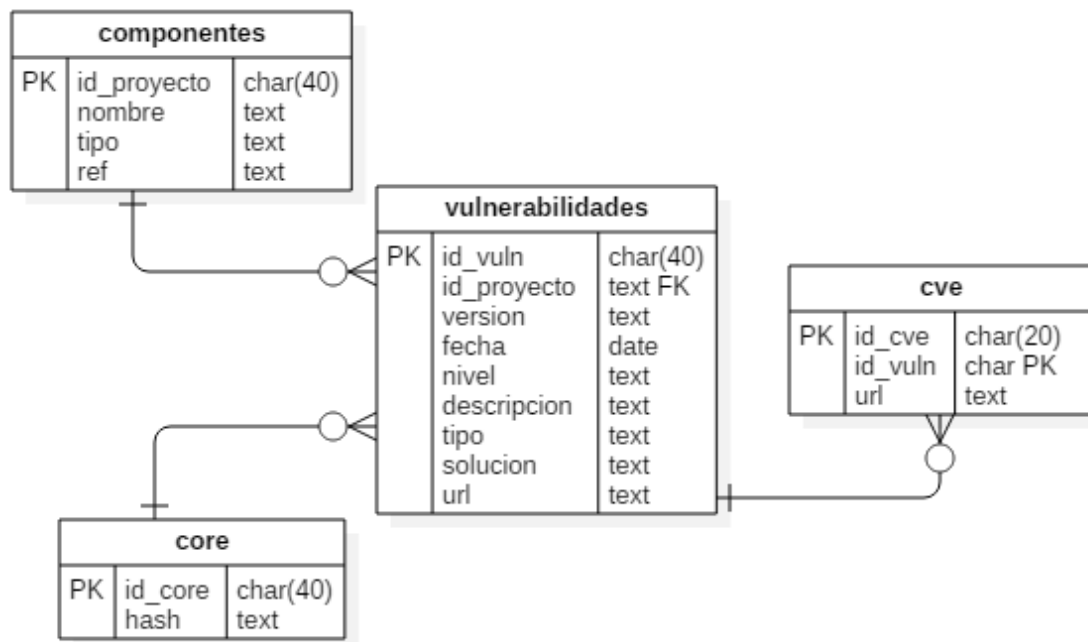 componentes
PK id_proyecto char(40)
nombre text
tipo text
ref text
vulnerabilidades
PK id_vuln char(40)
id_proyecto text FK
version text
fecha date
nivel text
descripcion text
tipo text
solucion text
url text
cve
PK id_cve char(20)
id_vuln char PK
url text
core
PK id_core char(40)
hash text